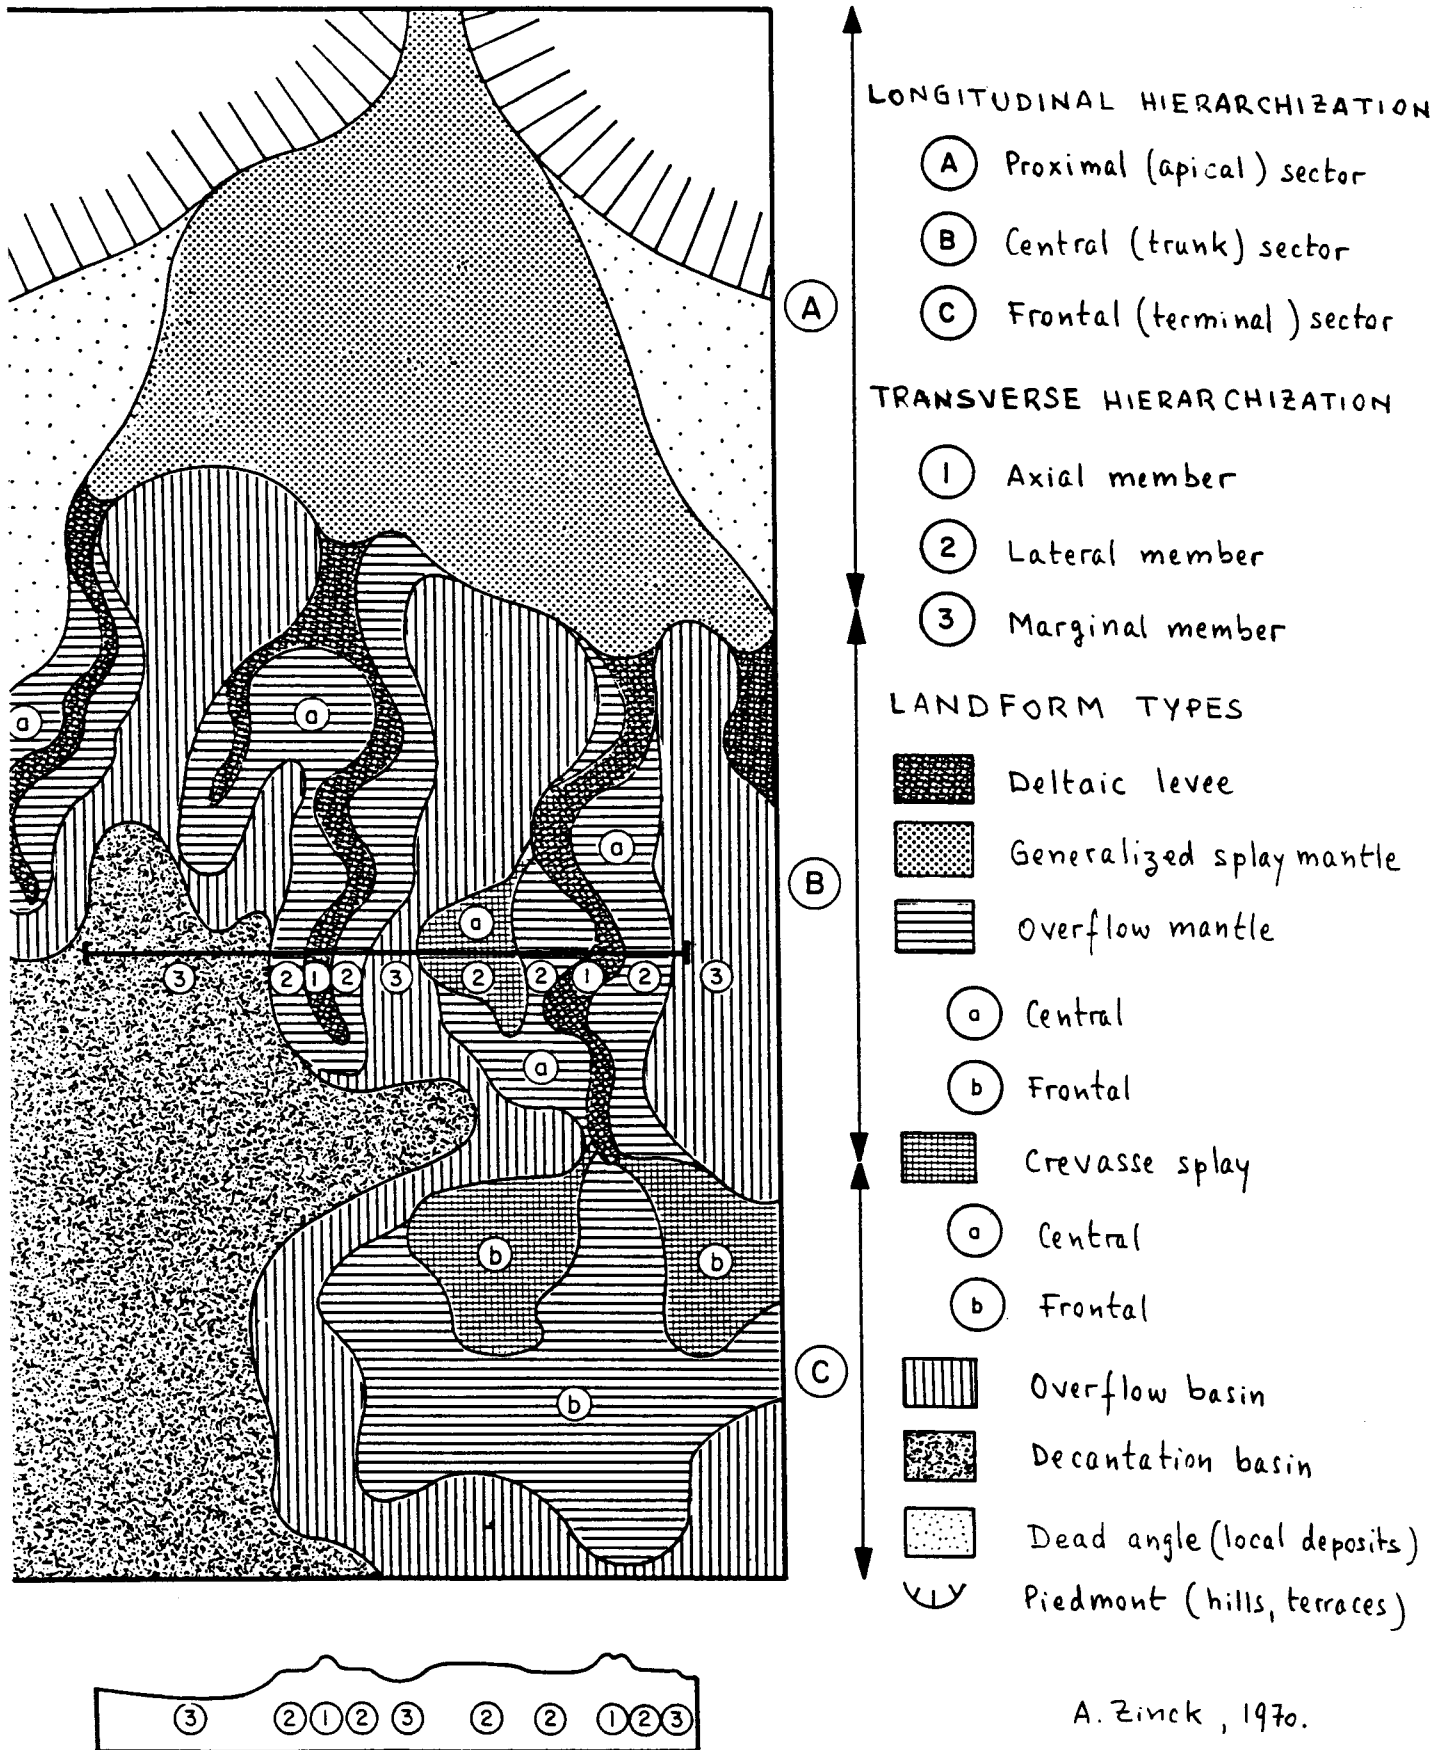 LONGITUDINAL HIERARCHIZATION
A Proximal (apical) sector
B Central (trunk) sector
C Frontal (terminal) sector
TRANSVERSE HIERARCHIZATION
1 Axial member
2 Lateral member
3 Marginal member
LANDFORM TYPES
Deltaic levee
Generalized splay mantle
Overflow mantle
a Central
b Frontal
Crevasse splay
a Central
b Frontal
Overflow basin
Decantation basin
Dead angle (local deposits)
Piedmont (hills, terraces)
A. Zinck, 1970.
A
B
C
a
a
a
a
3 2 1 2 3 2 2 1 2 3
a
b
b
b
3 2 1 2 3 2 2 1 2 3